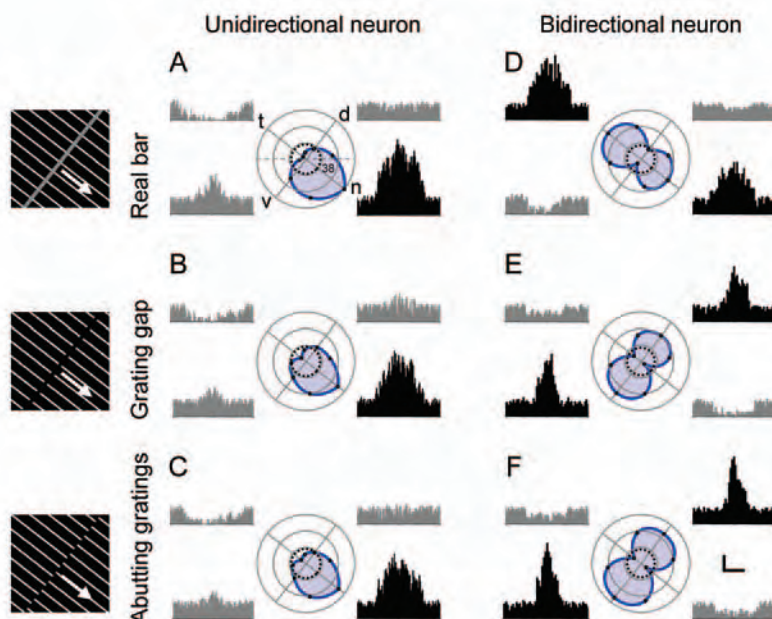 Unidirectional neuron
Bidirectional neuron
A
D
t
d
38
v
n
Real bar
B
E
Grating gap
C
F
Abutting gratings